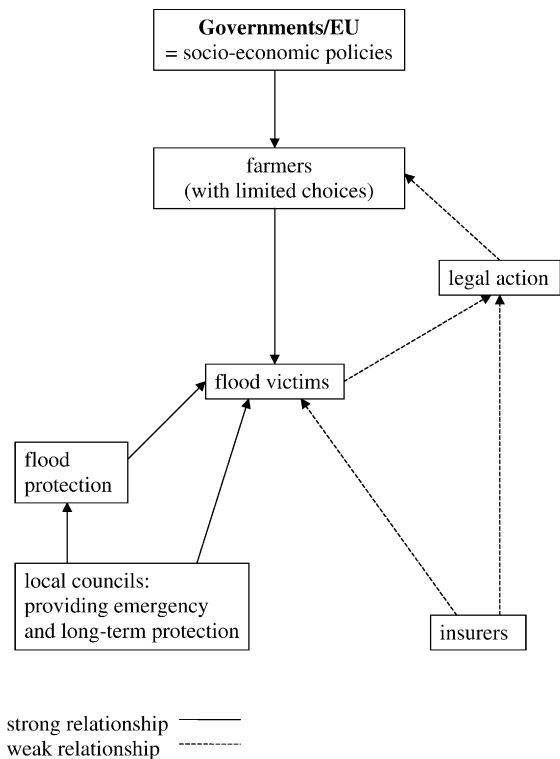 Governments/EU
= socio-economic policies
farmers
(with limited choices)
legal action
flood victims
flood
protection
local councils:
providing emergency
and long-term protection
insurers
strong relationship
weak relationship